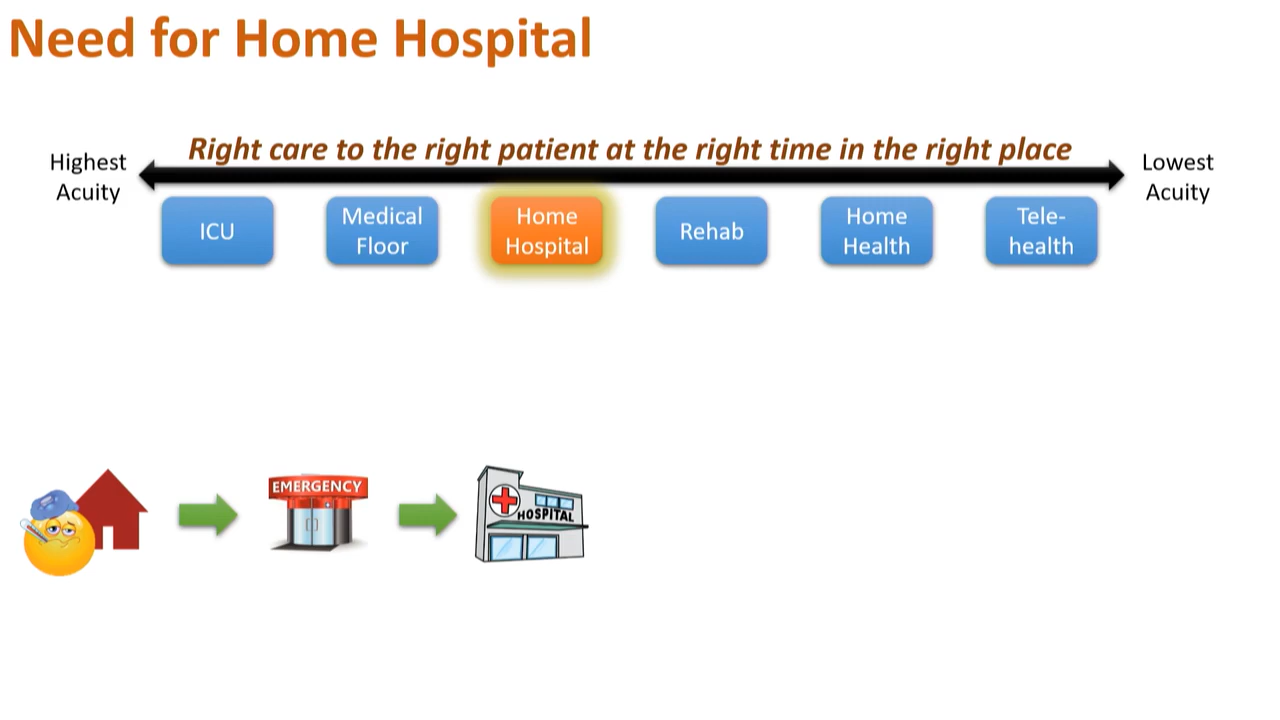 Need for Home Hospital
Right care to the right patient at the right time in the right place
Highest
Acuity
Lowest
Acuity
ICU
Medical
Floor
Home
Hospital
Rehab
Home
Health
Tele-
health
EMERGENCY
HOSPITAL